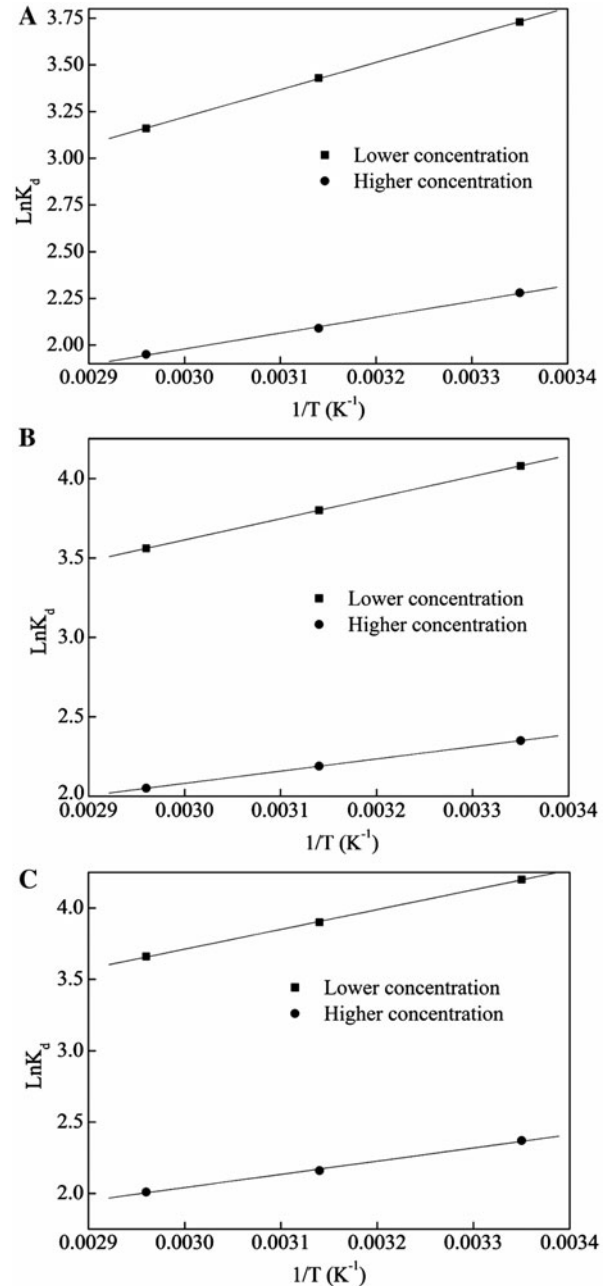 A
3.75
3.50
3.25
3.00
2.75
2.50
2.25
2.00
LnK_d
Lower concentration
Higher concentration
0.0029 0.0030 0.0031 0.0032 0.0033 0.0034
1/T (K⁻¹)
B
4.0
3.5
3.0
2.5
2.0
LnK_d
Lower concentration
Higher concentration
0.0029 0.0030 0.0031 0.0032 0.0033 0.0034
1/T (K⁻¹)
C
4.0
3.5
3.0
2.5
2.0
LnK_d
Lower concentration
Higher concentration
0.0029 0.0030 0.0031 0.0032 0.0033 0.0034
1/T (K⁻¹)